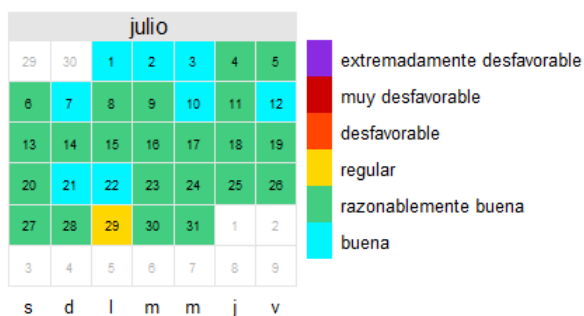 julio
29 30 1 2 3 4 5
6 7 8 9 10 11 12
13 14 15 16 17 18 19
20 21 22 23 24 25 26
27 28 29 30 31 1 2
3 4 5 6 7 8 9
s d l m m j v
extremadamente desfavorable
muy desfavorable
desfavorable
regular
razonablemente buena
buena